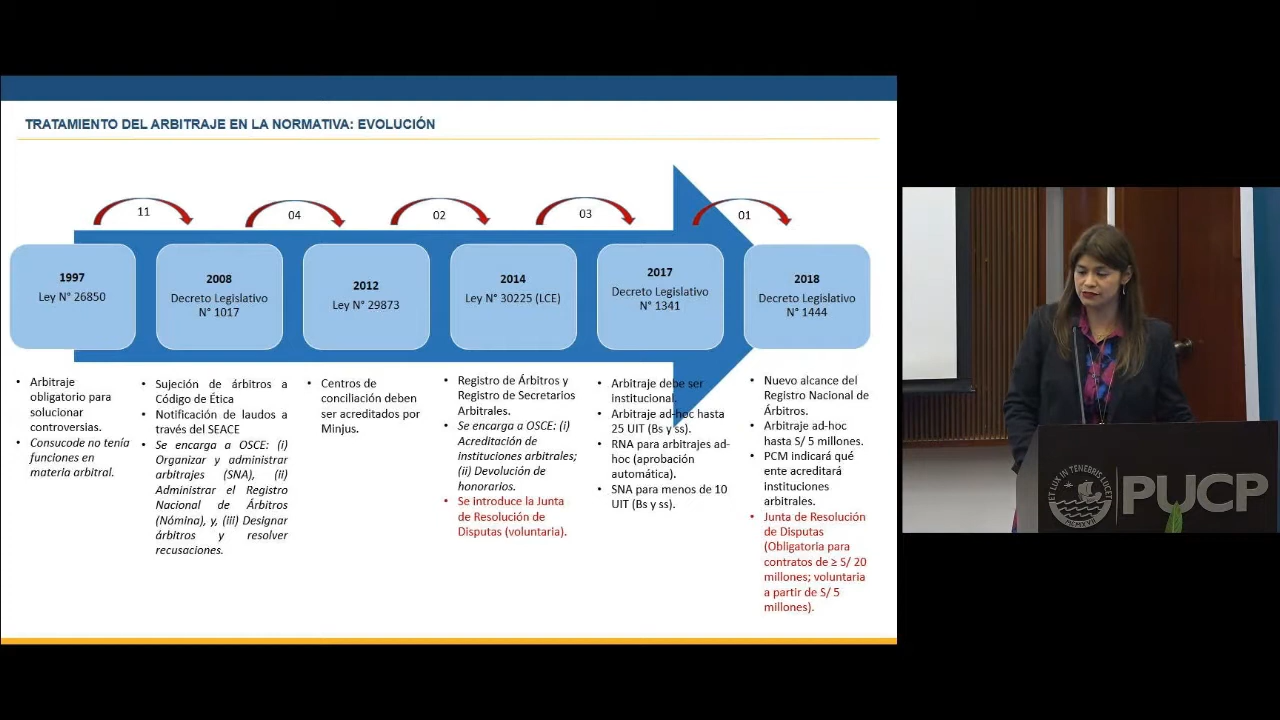 TRATAMIENTO DEL ARBITRAJE EN LA NORMATIVA: EVOLUCIÓN
11
04
02
03
01
1997
Ley N° 26850
2008
Decreto Legislativo
N° 1017
2012
Ley N° 29873
2014
Ley N° 30225 (LCE)
2017
Decreto Legislativo
N° 1341
2018
Decreto Legislativo
N° 1444
• Arbitraje
obligatorio para
solucionar
controversias.
• Consucode no tenía
funciones en
materia arbitral.
• Sujeción de árbitros a
Código de Ética
• Notificación de laudos a
través del SEACE
• Se encarga a OSCE: (i)
Organizar y administrar
arbitrajes (SNA), (ii)
Administrar el Registro
Nacional de Árbitros
(Nómina), y, (iii) Designar
árbitros y resolver
recusaciones.
• Centros de
conciliación deben
ser acreditados por
Minjus.
• Registro de Árbitros y
Registro de Secretarios
Arbitrales.
• Se encarga a OSCE: (i)
Acreditación de
instituciones arbitrales;
(ii) Devolución de
honorarios.
• Se introduce la Junta
de Resolución de
Disputas (voluntaria).
• Arbitraje debe ser
institucional.
• Arbitraje ad-hoc hasta
25 UIT (Bs y ss).
• RNA para arbitrajes ad-
hoc (aprobación
automática).
• SNA para menos de 10
UIT (Bs y ss).
• Nuevo alcance del
Registro Nacional de
Árbitros.
• Arbitraje ad-hoc
hasta S/ 5 millones.
• PCM indicará qué
ente acreditará
instituciones
arbitrales.
• Junta de Resolución
de Disputas
(Obligatoria para
contratos de ≥ S/ 20
millones; voluntaria
a partir de S/ 5
millones).
ET LUX IN TENEBRIS LUCET
MCMXVII
PUCP